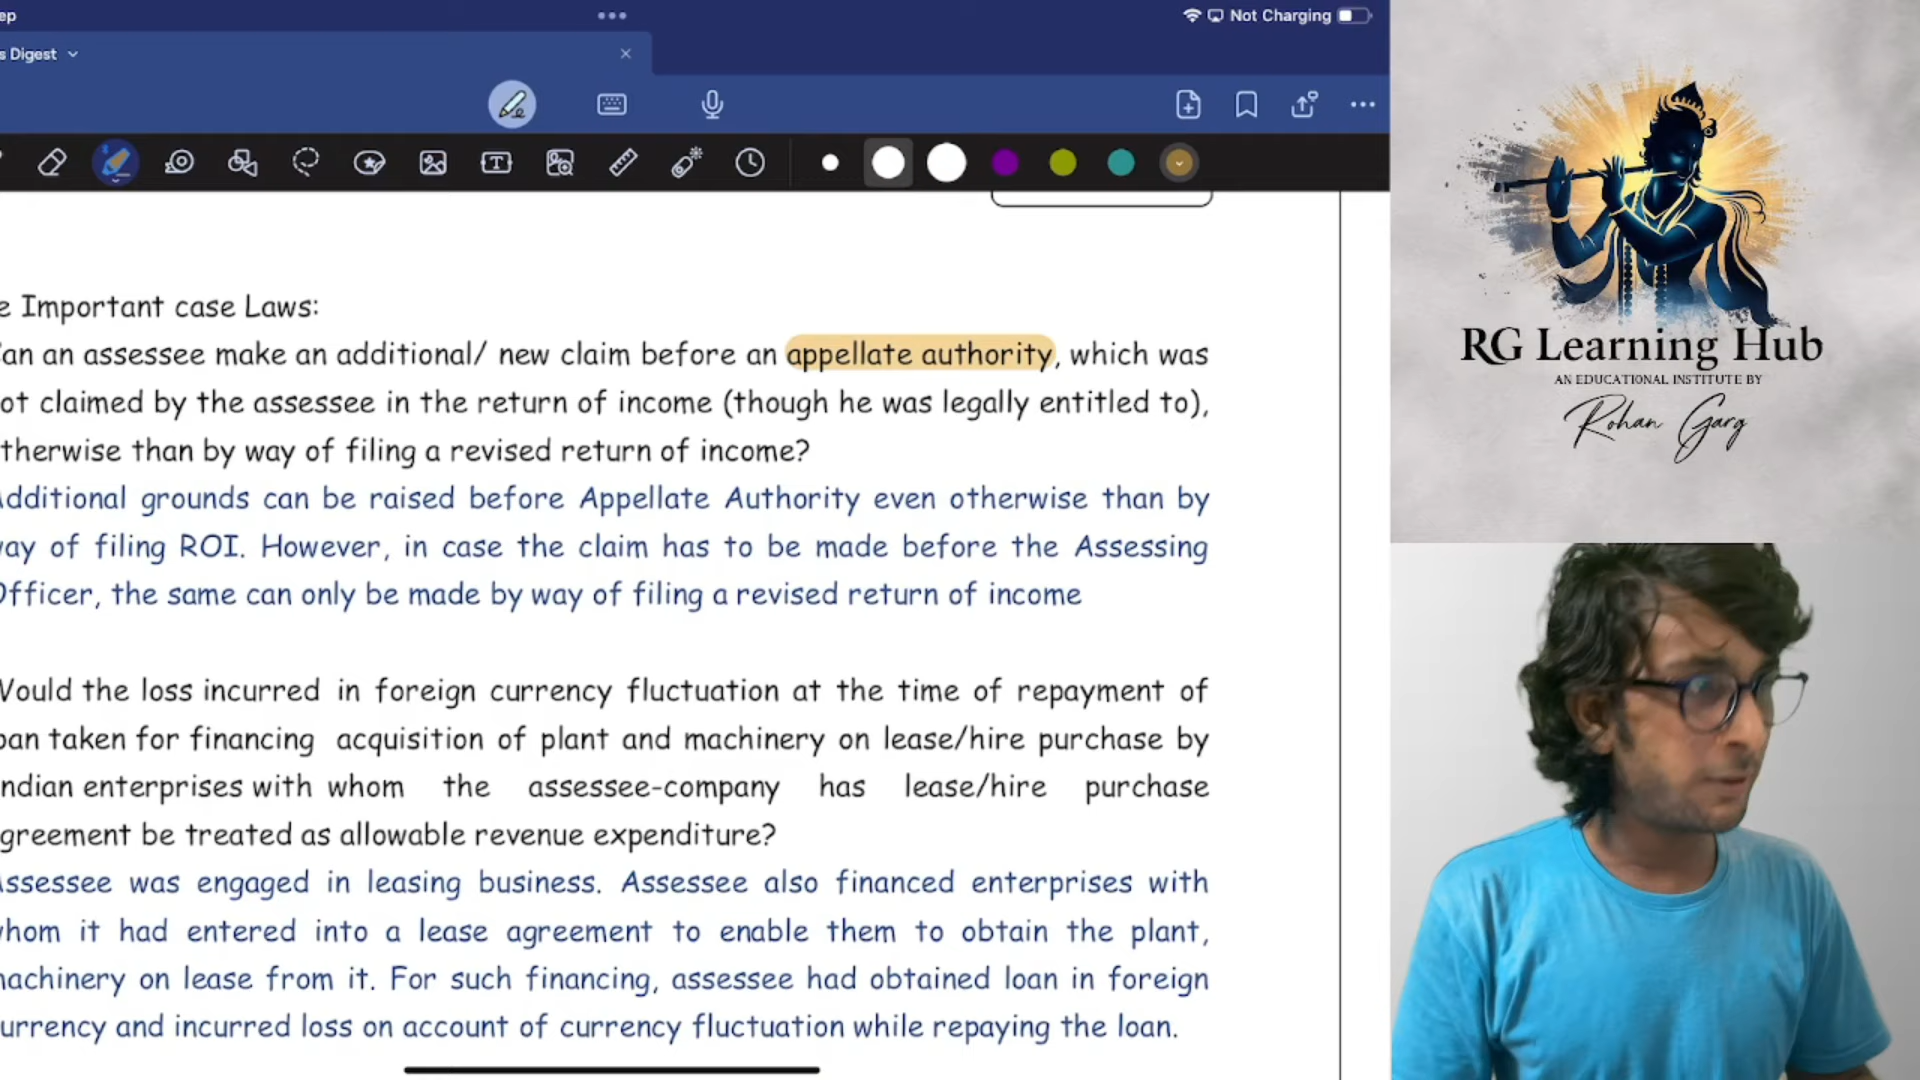 ep
Not Charging
s Digest
e Important case Laws:
an an assessee make an additional/ new claim before an appellate authority, which was
ot claimed by the assessee in the return of income (though he was legally entitled to),
therwise than by way of filing a revised return of income?
dditional grounds can be raised before Appellate Authority even otherwise than by
ay of filing ROI. However, in case the claim has to be made before the Assessing
Officer, the same can only be made by way of filing a revised return of income
Would the loss incurred in foreign currency fluctuation at the time of repayment of
oan taken for financing acquisition of plant and machinery on lease/hire purchase by
ndian enterprises with whom the assessee-company has lease/hire purchase
greement be treated as allowable revenue expenditure?
Assessee was engaged in leasing business. Assessee also financed enterprises with
whom it had entered into a lease agreement to enable them to obtain the plant,
machinery on lease from it. For such financing, assessee had obtained loan in foreign
urrency and incurred loss on account of currency fluctuation while repaying the loan.
RG Learning Hub
AN EDUCATIONAL INSTITUTE BY
Rohan Garg